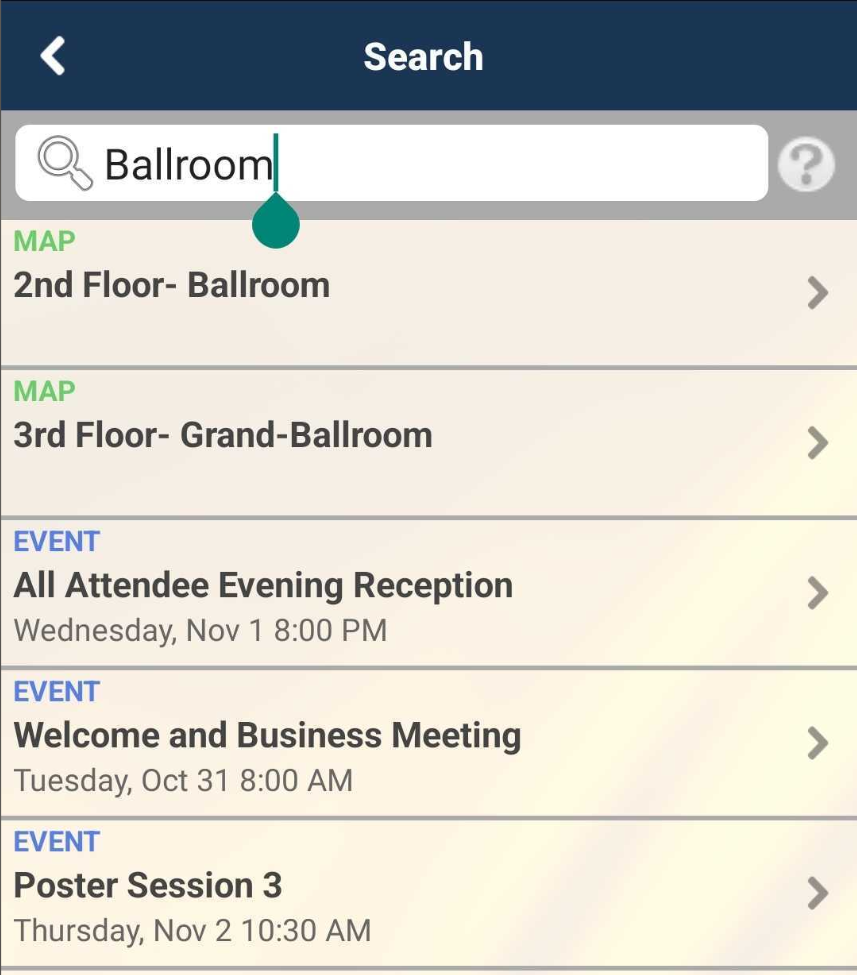 Search
Ballroom
?
MAP
2nd Floor- Ballroom
MAP
3rd Floor- Grand-Ballroom
EVENT
All Attendee Evening Reception
Wednesday, Nov 1 8:00 PM
EVENT
Welcome and Business Meeting
Tuesday, Oct 31 8:00 AM
EVENT
Poster Session 3
Thursday, Nov 2 10:30 AM